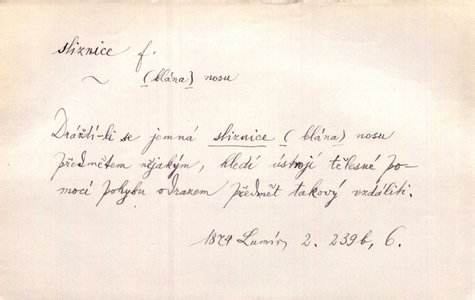 sliznice f.
~ (blána) nosu
Dráždí-li se jemná sliznice (blána) nosu
předmětem nějakým, hledí ústrojí tělesné po-
mocí pohybu odrazem předmět takový vzdáliti.
1874 Lumír, 2. 239b, 6.